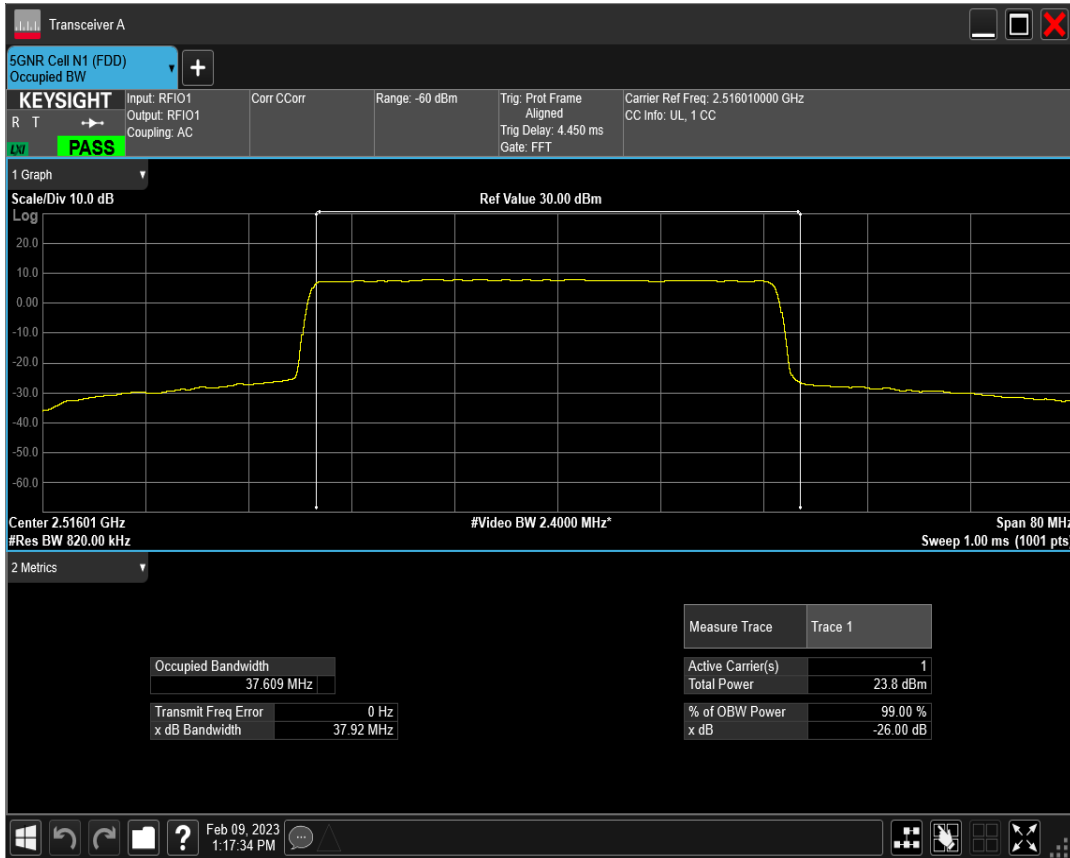 Transceiver A
5GNR Cell N1 (FDD)
Occupied BW
+
KEYSIGHT
R T
LXI
PASS
Input: RFIO1
Output: RFIO1
Coupling: AC
Corr CCorr
Range: -60 dBm
Trig: Prot Frame
Aligned
Trig Delay: 4.450 ms
Gate: FFT
Carrier Ref Freq: 2.516010000 GHz
CC Info: UL, 1 CC
1 Graph
Scale/Div 10.0 dB
Ref Value 30.00 dBm
Log
20.0
10.0
0.00
-10.0
-20.0
-30.0
-40.0
-50.0
-60.0
Center 2.51601 GHz
#Video BW 2.4000 MHz*
Span 80 MHz
#Res BW 820.00 kHz
Sweep 1.00 ms (1001 pts)
2 Metrics
Measure Trace Trace 1
Occupied Bandwidth
37.609 MHz
Active Carrier(s) 1
Total Power 23.8 dBm
Transmit Freq Error 0 Hz
x dB Bandwidth 37.92 MHz
% of OBW Power 99.00 %
x dB -26.00 dB
?
Feb 09, 2023
1:17:34 PM